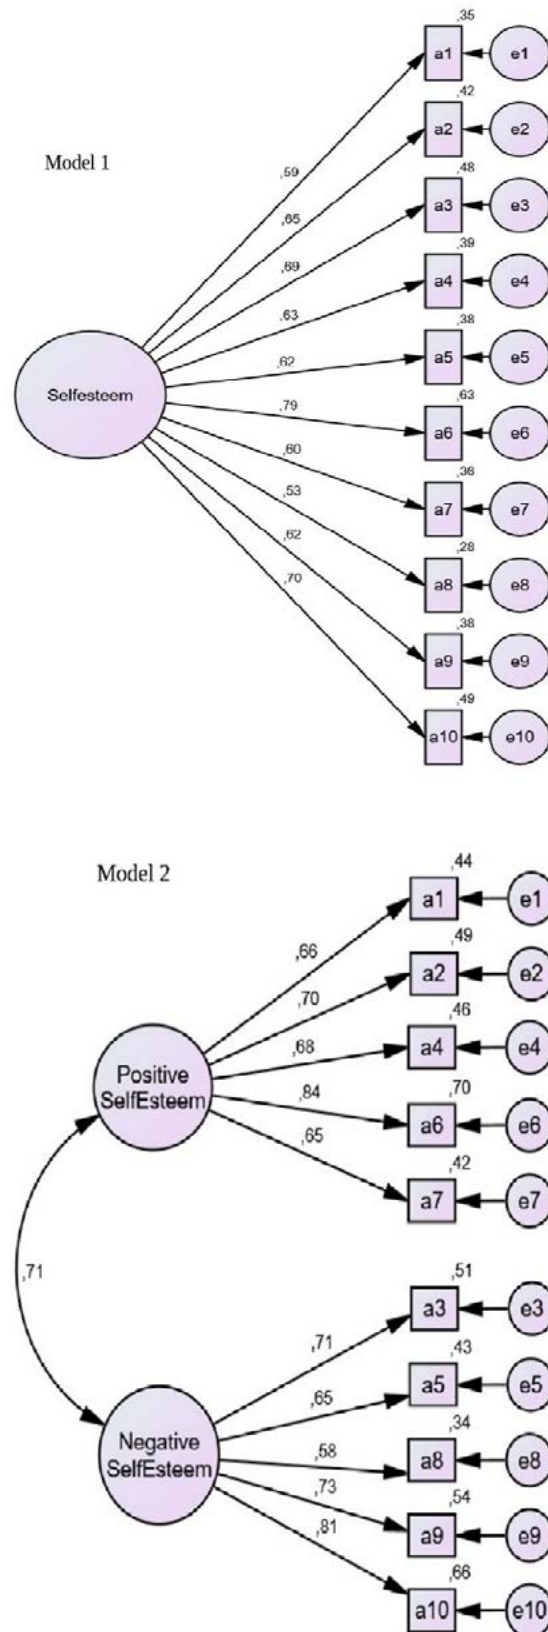 ,35
a1
e1
,42
a2
e2
Model 1
,59
,48
,65
a3
e3
,69
,39
a4
e4
,63
,38
a5
e5
,62
Selfesteem
,79
,63
a6
e6
,60
,36
a7
e7
,53
,28
,62
a8
e8
,70
,38
a9
e9
,49
a10
e10
Model 2
,44
a1
e1
,66
,49
a2
e2
,70
,46
,68
a4
e4
Positive
SelfEsteem
,84
,70
a6
e6
,65
,42
a7
e7
,71
,51
a3
e3
,71
,43
a5
e5
,65
,34
Negative
SelfEsteem
,58
a8
e8
,73
,54
,81
a9
e9
,66
a10
e10